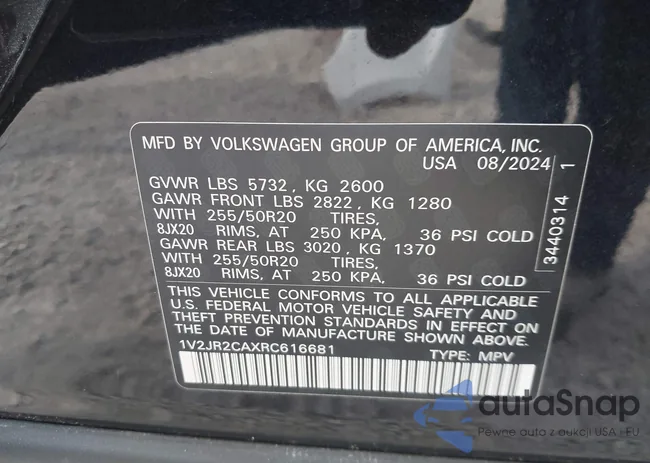 MFD BY VOLKSWAGEN GROUP OF AMERICA, INC.
USA 08/2024
GVWR LBS 5732, KG 2600
GAWR FRONT LBS 2822, KG 1280
WITH 255/50R20 TIRES,
8JX20 RIMS, AT 250 KPA, 36 PSI COLD
GAWR REAR LBS 3020, KG 1370
WITH 255/50R20 TIRES,
8JX20 RIMS, AT 250 KPA, 36 PSI COLD
THIS VEHICLE CONFORMS TO ALL APPLICABLE
U.S. FEDERAL MOTOR VEHICLE SAFETY AND
THEFT PREVENTION STANDARDS IN EFFECT ON
THE DATE OF MANUFACTURE SHOWN ABOVE.
1V2JR2CAXRC616681 TYPE: MPV
3440314 1
autoSnap
Pewne auto z aukcji USA i EU